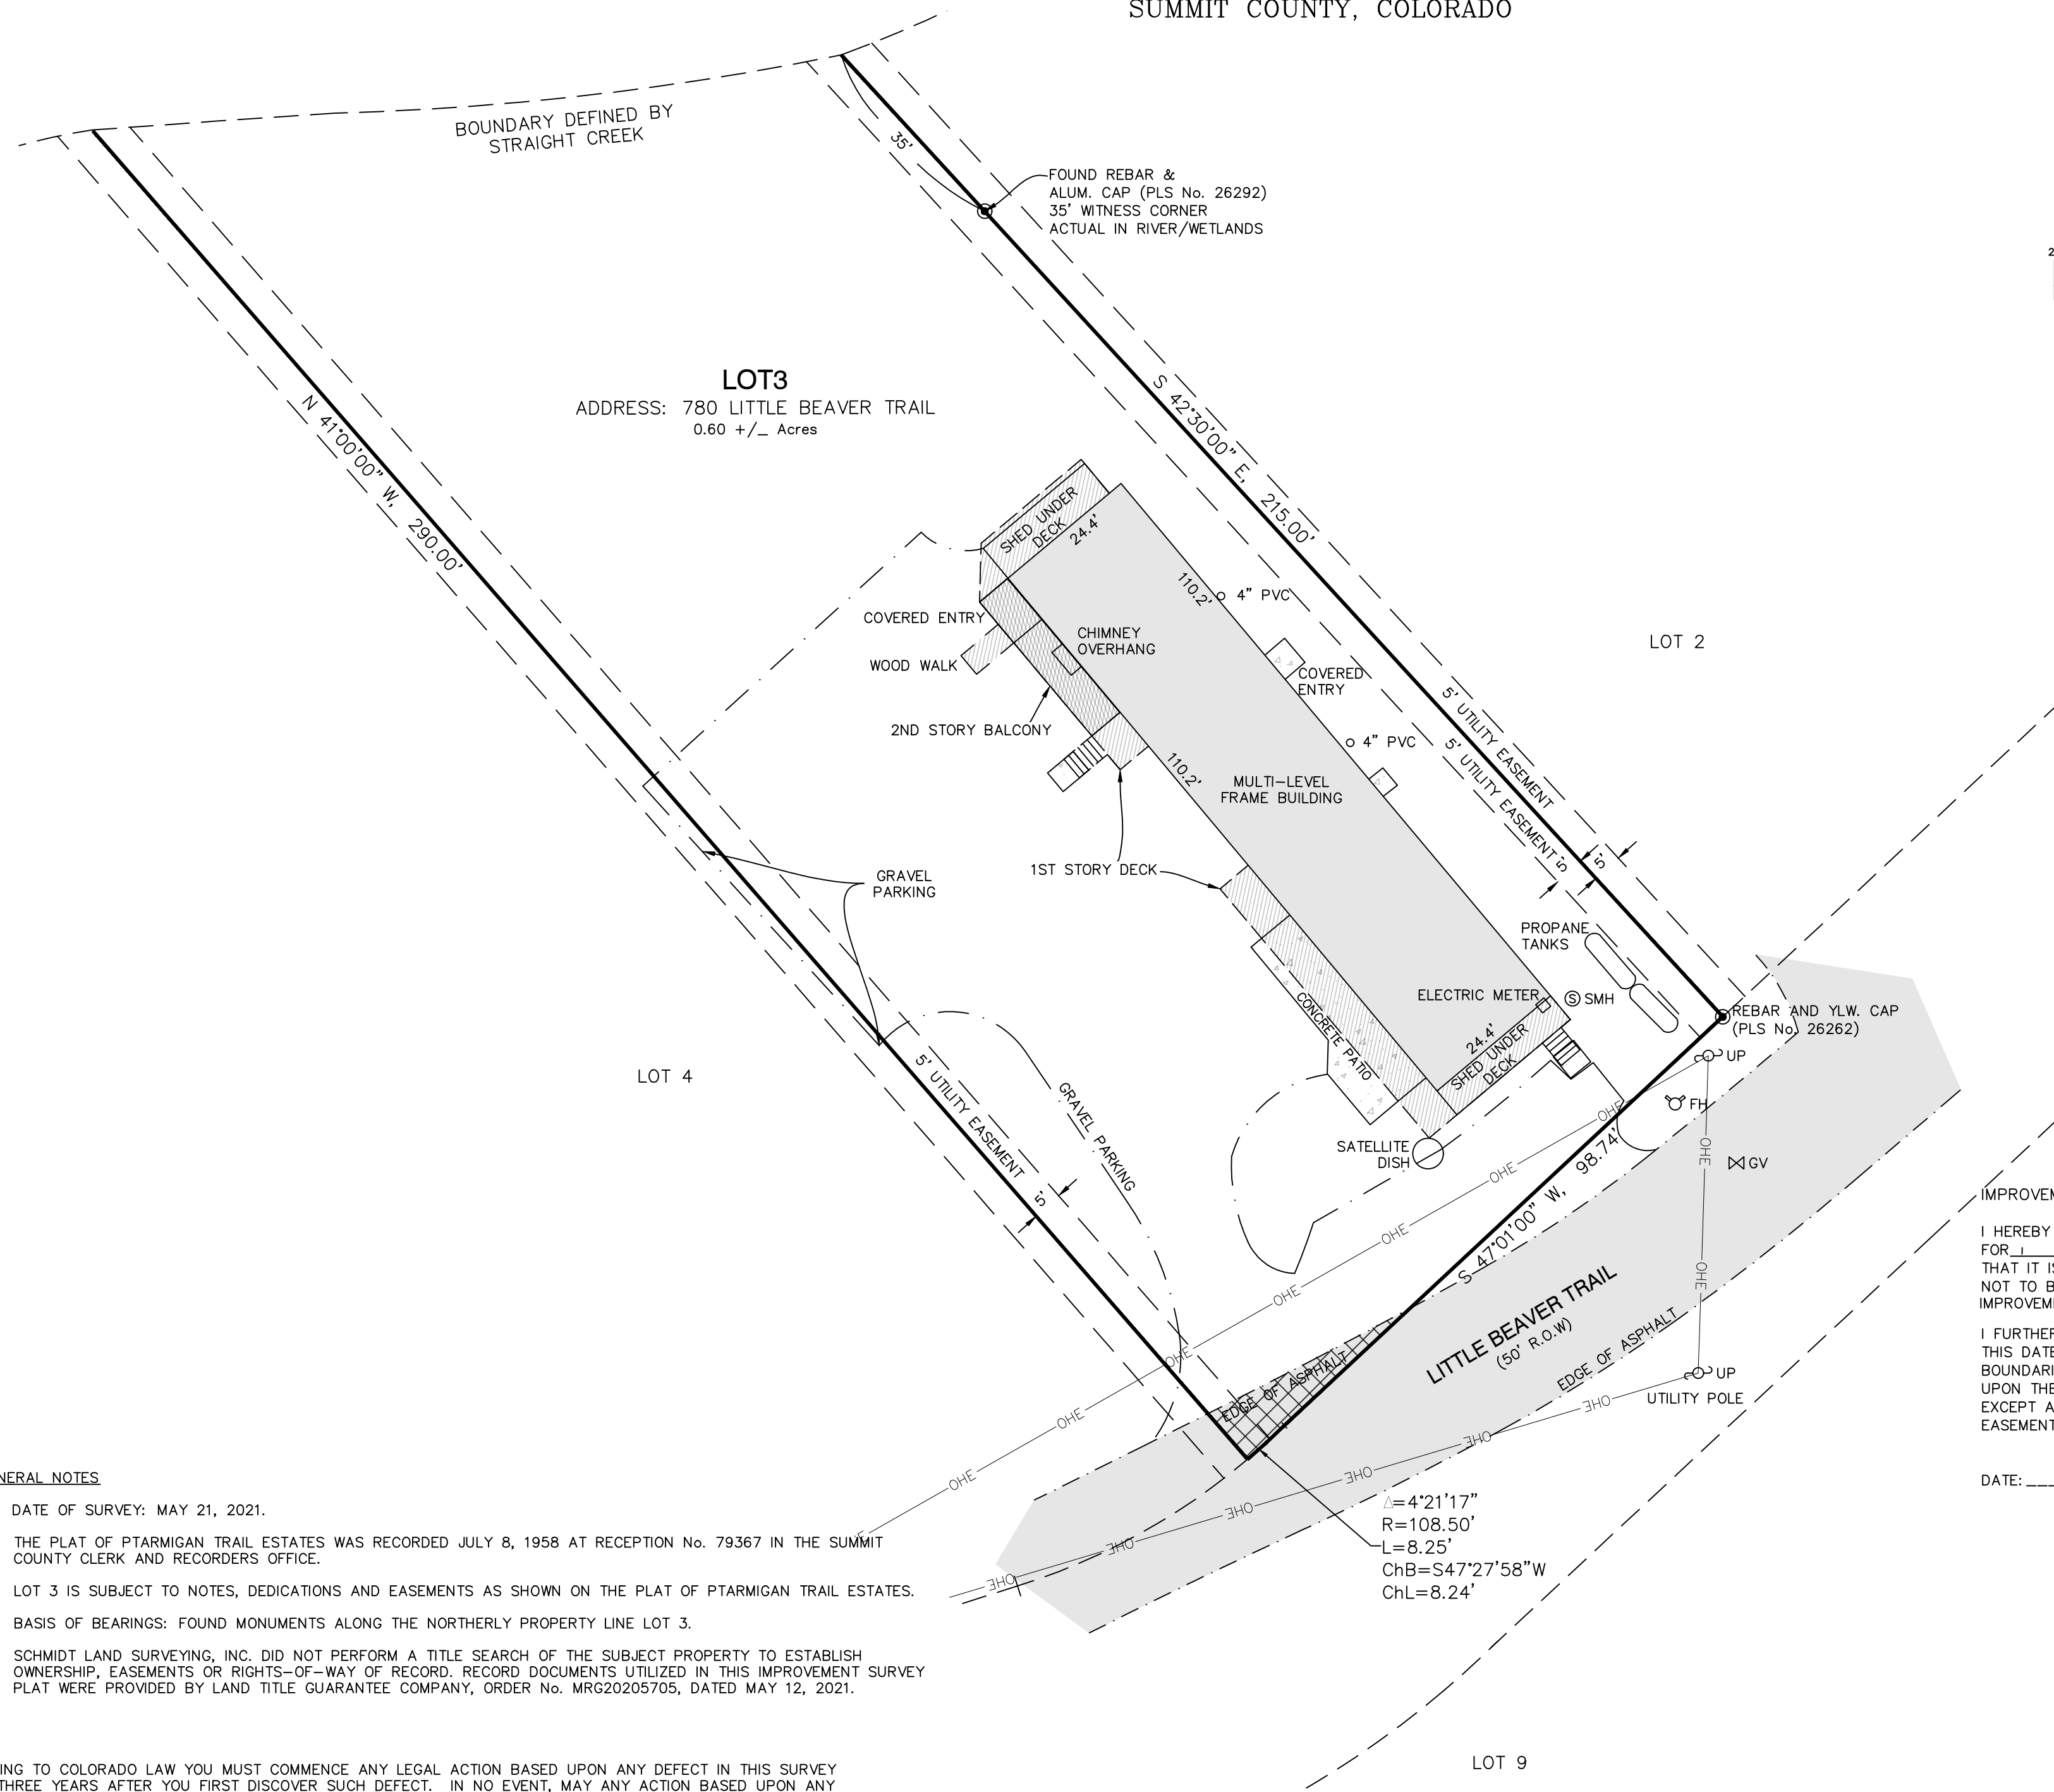 SUMMIT COUNTY, COLORADO
BOUNDARY DEFINED BY
STRAIGHT CREEK
35'
FOUND REBAR &
ALUM. CAP (PLS No. 26292)
35' WITNESS CORNER
ACTUAL IN RIVER/WETLANDS
2
LOT3
ADDRESS: 780 LITTLE BEAVER TRAIL
0.60 +/_ Acres
N 41°00'00" W, 290.00'
S 42°30'00" E, 215.00'
SHED UNDER
DECK
24.4'
110.2'
4" PVC
COVERED ENTRY
WOOD WALK
CHIMNEY
OVERHANG
COVERED
ENTRY
LOT 2
2ND STORY BALCONY
4" PVC
5' UTILITY EASEMENT
5' UTILITY EASEMENT
110.2'
MULTI-LEVEL
FRAME BUILDING
1ST STORY DECK
GRAVEL
PARKING
5'
5'
PROPANE
TANKS
ELECTRIC METER
SMH
S
REBAR AND YLW. CAP
(PLS No. 26262)
CONCRETE PATIO
24.4'
SHED UNDER
DECK
UP
LOT 4
5' UTILITY EASEMENT
GRAVEL PARKING
FH
OHE
SATELLITE
DISH
OHE
98.74'
OHE
GV
5'
OHE
S 47°01'00" W,
OHE
OHE
LITTLE BEAVER TRAIL
(50' R.O.W)
EDGE OF ASPHALT
OHE
EDGE OF ASPHALT
UP
UTILITY POLE
OHE
OHE
OHE
OHE
OHE
OHE
OHE
OHE
Δ=4°21'17"
R=108.50'
L=8.25'
ChB=S47°27'58"W
ChL=8.24'
IMPROVEM
I HEREBY
FOR
THAT IT IS
NOT TO B
IMPROVEM
I FURTHER
THIS DATE
BOUNDARI
UPON THE
EXCEPT A
EASEMENT
DATE:___
NERAL NOTES
DATE OF SURVEY: MAY 21, 2021.
THE PLAT OF PTARMIGAN TRAIL ESTATES WAS RECORDED JULY 8, 1958 AT RECEPTION No. 79367 IN THE SUMMIT
COUNTY CLERK AND RECORDERS OFFICE.
LOT 3 IS SUBJECT TO NOTES, DEDICATIONS AND EASEMENTS AS SHOWN ON THE PLAT OF PTARMIGAN TRAIL ESTATES.
BASIS OF BEARINGS: FOUND MONUMENTS ALONG THE NORTHERLY PROPERTY LINE LOT 3.
SCHMIDT LAND SURVEYING, INC. DID NOT PERFORM A TITLE SEARCH OF THE SUBJECT PROPERTY TO ESTABLISH
OWNERSHIP, EASEMENTS OR RIGHTS-OF-WAY OF RECORD. RECORD DOCUMENTS UTILIZED IN THIS IMPROVEMENT SURVEY
PLAT WERE PROVIDED BY LAND TITLE GUARANTEE COMPANY, ORDER No. MRG20205705, DATED MAY 12, 2021.
ING TO COLORADO LAW YOU MUST COMMENCE ANY LEGAL ACTION BASED UPON ANY DEFECT IN THIS SURVEY
THREE YEARS AFTER YOU FIRST DISCOVER SUCH DEFECT. IN NO EVENT, MAY ANY ACTION BASED UPON ANY
LOT 9